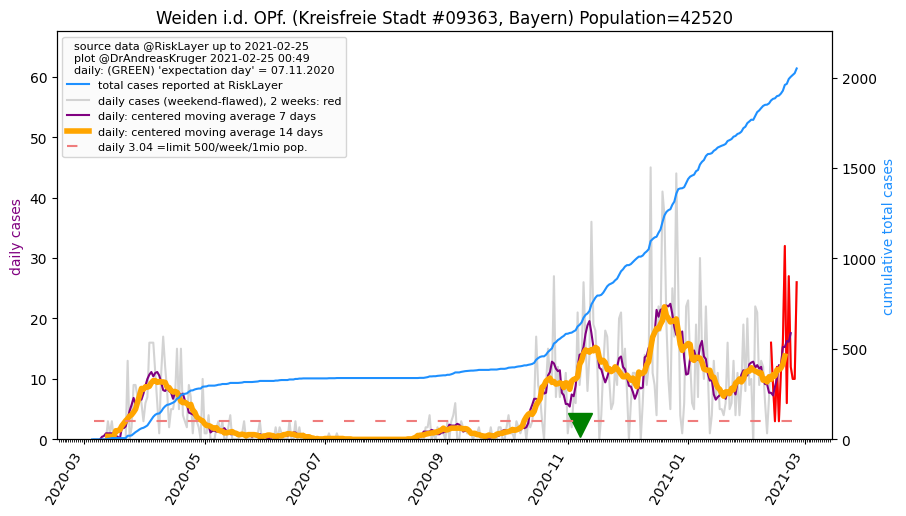 Weiden i.d. OPf. (Kreisfreie Stadt #09363, Bayern) Population=42520
source data @RiskLayer up to 2021-02-25
plot @DrAndreasKruger 2021-02-25 00:49
daily: (GREEN) 'expectation day' = 07.11.2020
total cases reported at RiskLayer
daily cases (weekend-flawed), 2 weeks: red
daily: centered moving average 7 days
daily: centered moving average 14 days
daily 3.04 =limit 500/week/1mio pop.
daily cases
60
50
40
30
20
10
0
cumulative total cases
2000
1500
1000
500
0
2020-03
2020-05
2020-07
2020-09
2020-11
2021-01
2021-03